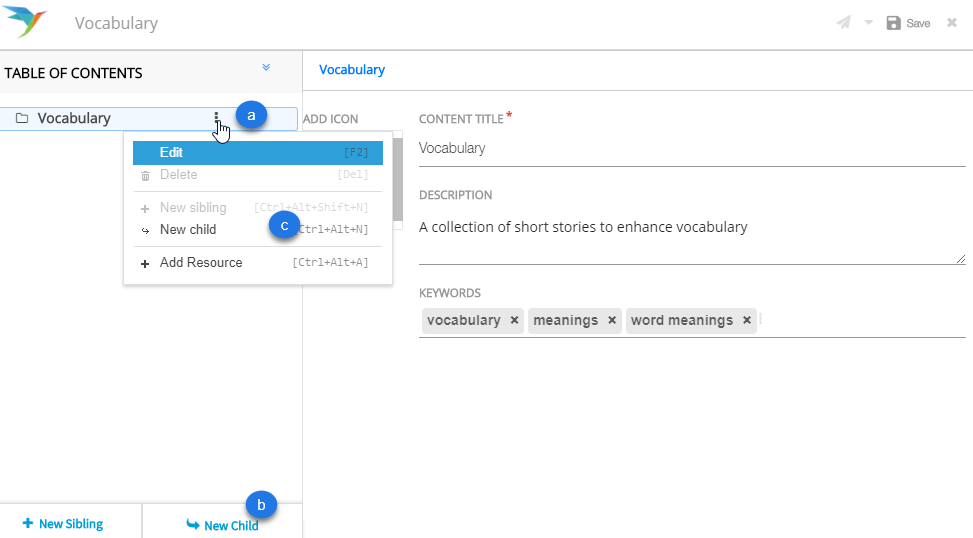 Vocabulary
Save
TABLE OF CONTENTS
Vocabulary
Vocabulary
a
ADD ICON
CONTENT TITLE*
Vocabulary
Edit [F2]
Delete [Del]
New sibling [Ctrl+Alt+Shift+N]
New child c Ctrl+Alt+N]
Add Resource [Ctrl+Alt+A]
DESCRIPTION
A collection of short stories to enhance vocabulary
KEYWORDS
vocabulary × meanings × word meanings ×
b
New Sibling
New Child